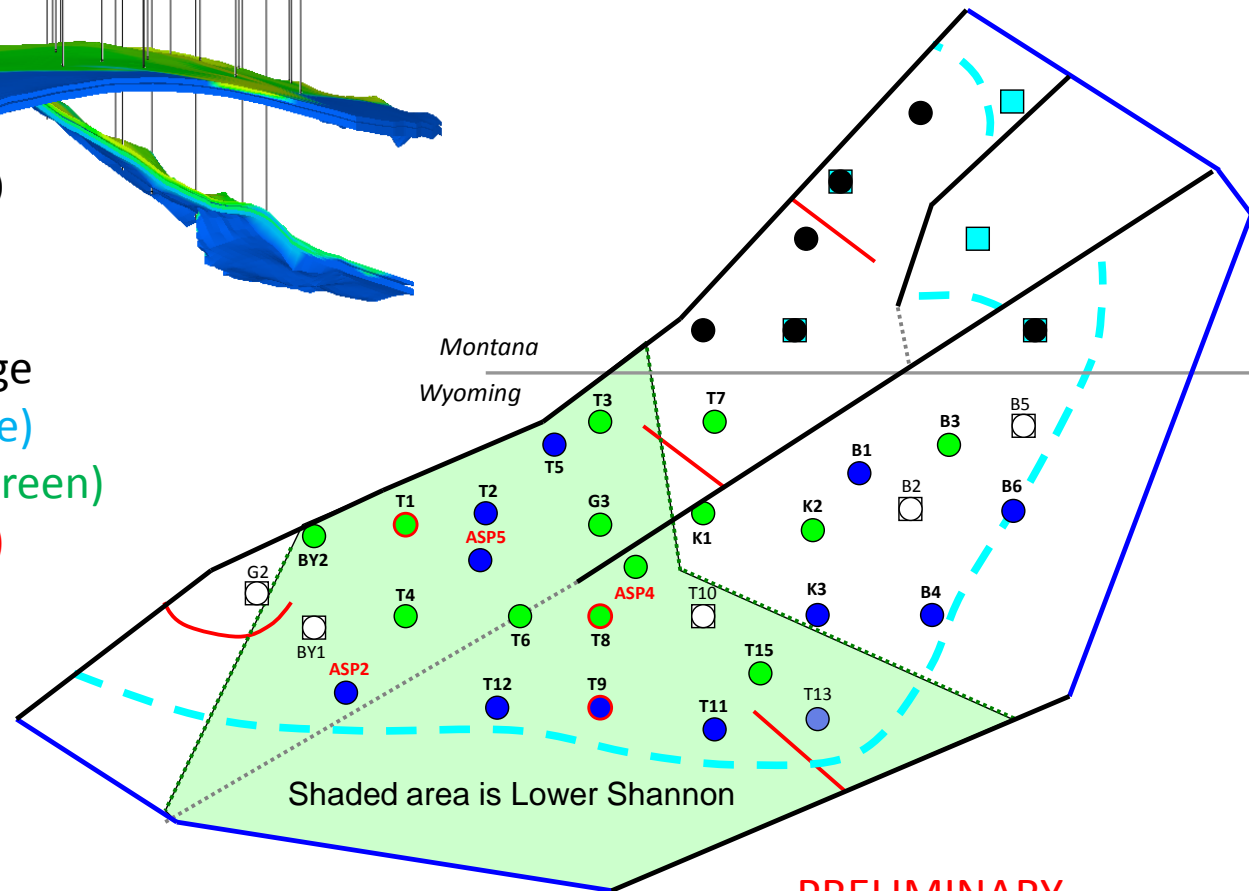 )
ge
e)
reen)
)
Montana
Wyoming
T3
T7
T5
B5
B3
B1
T2
T1
B2
B6
ASP5
G3
K2
K1
BY2
G2
ASP4
T10
T4
K3
B4
T6
T8
BY1
T15
ASP2
T12
T9
T13
T11
Shaded area is Lower Shannon
PRELIMINARY